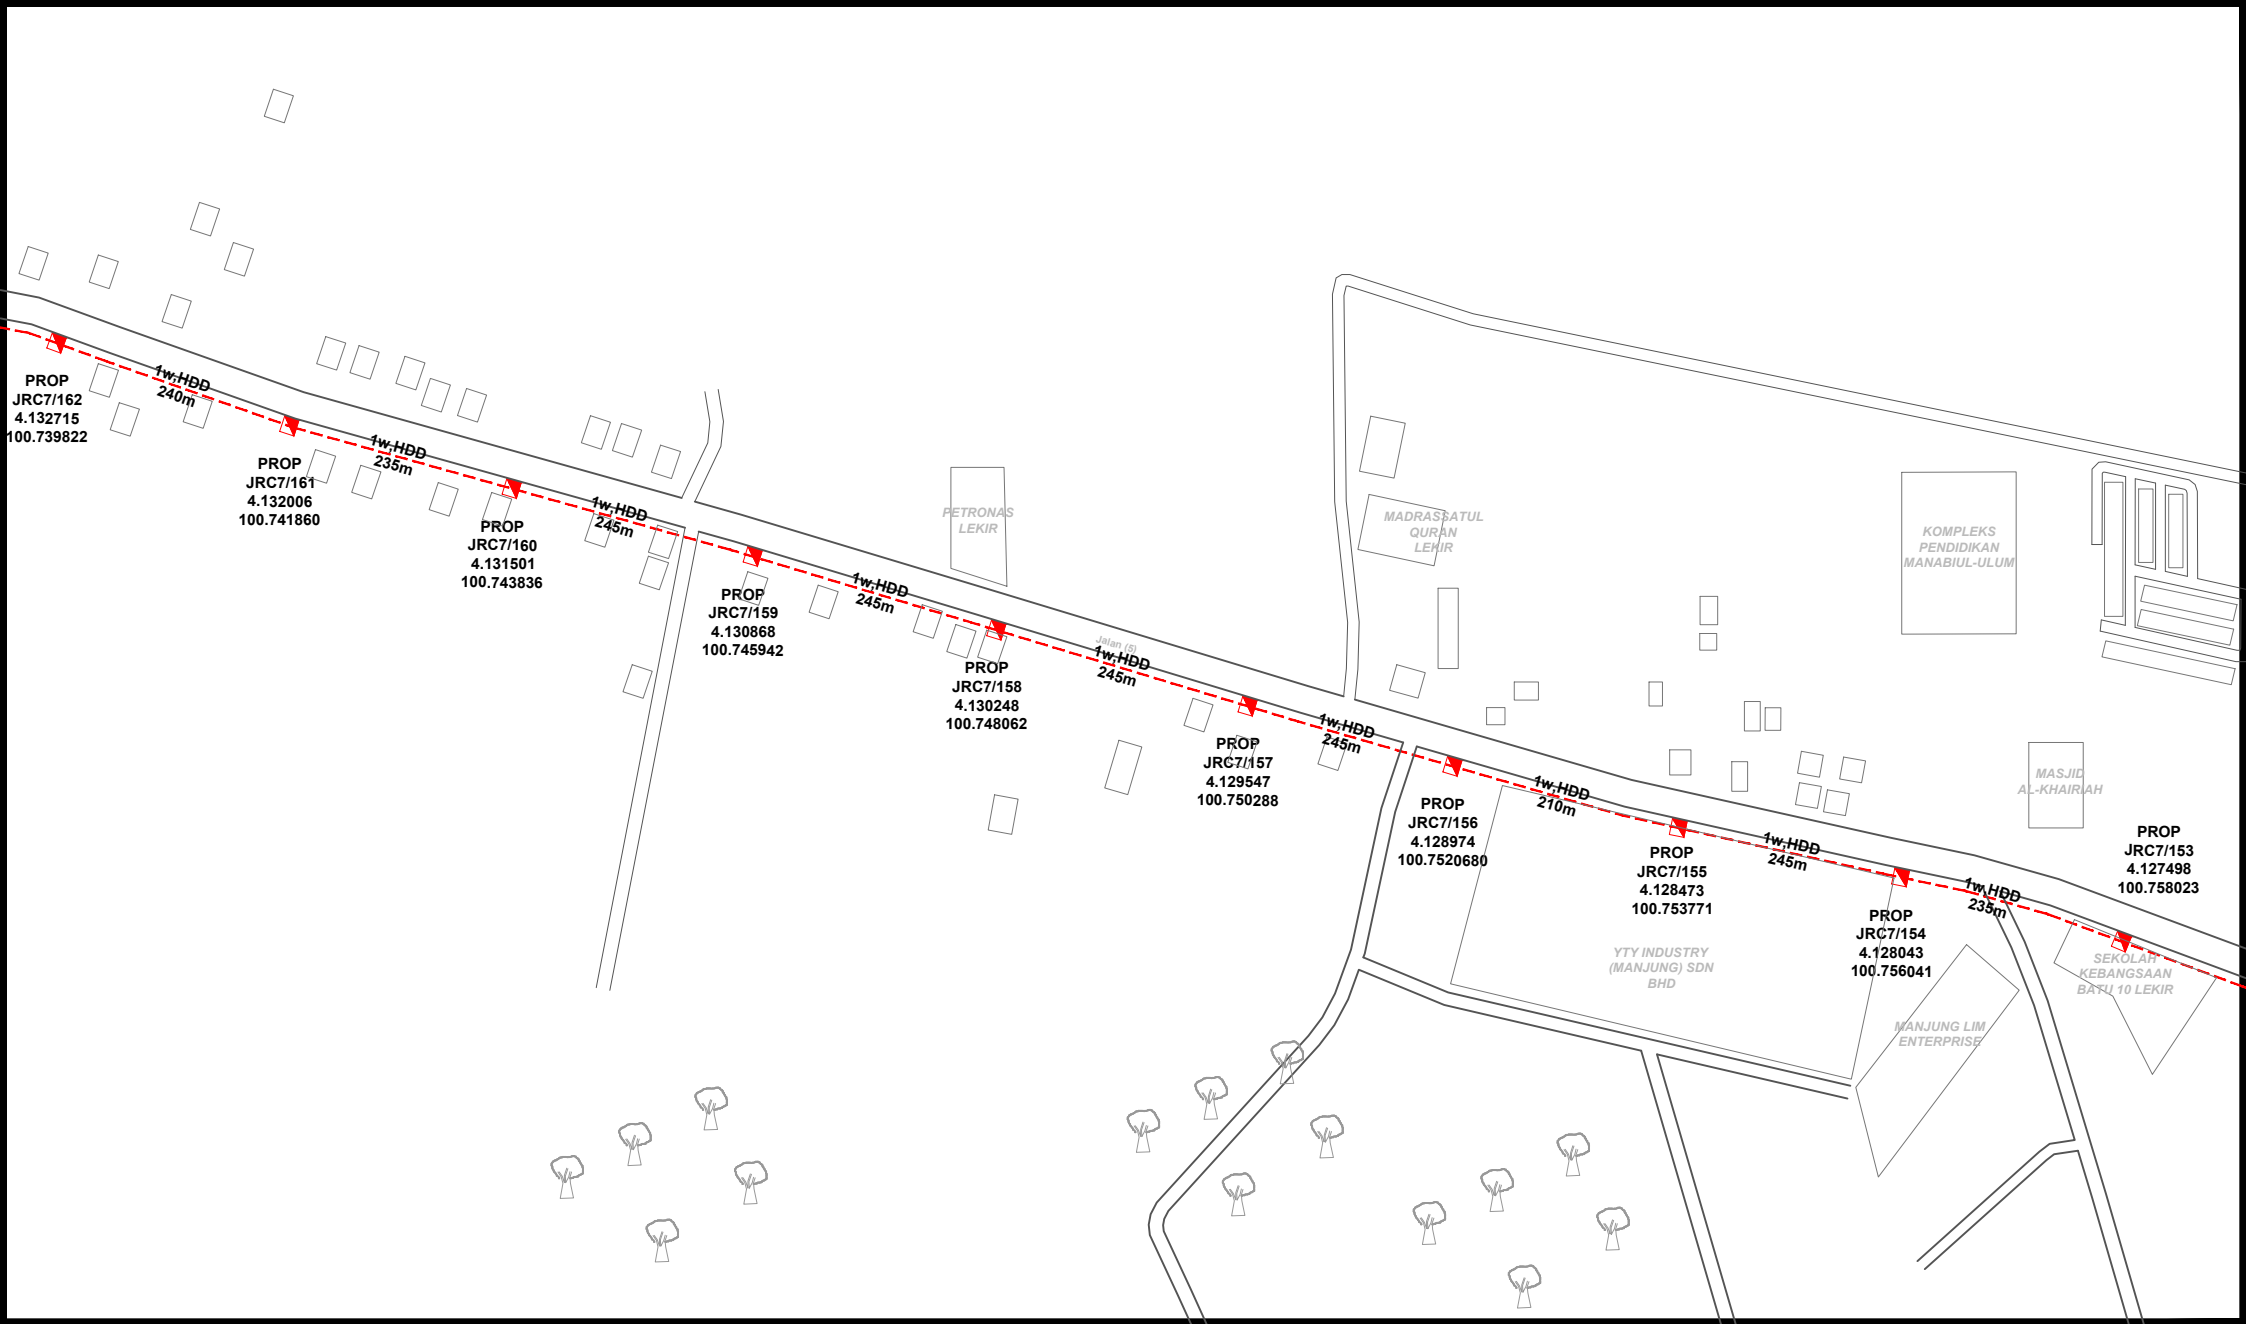 PROP
JRC7/162
4.132715
100.739822
1w,HDD
240m
PROP
JRC7/161
4.132006
100.741860
1w,HDD
235m
PROP
JRC7/160
4.131501
100.743836
1w,HDD
245m
PROP
JRC7/159
4.130868
100.745942
1w,HDD
245m
PETRONAS
LEKIR
PROP
JRC7/158
4.130248
100.748062
Jalan (5)
1w,HDD
245m
PROP
JRC7/157
4.129547
100.750288
1w,HDD
245m
MADRASSATUL
QURAN
LEKIR
PROP
JRC7/156
4.128974
100.7520680
1w,HDD
210m
PROP
JRC7/155
4.128473
100.753771
YTY INDUSTRY
(MANJUNG) SDN
BHD
1w,HDD
245m
KOMPLEKS
PENDIDIKAN
MANABIUL-ULUM
PROP
JRC7/154
4.128043
100.756041
1w,HDD
235m
MANJUNG LIM
ENTERPRISE
MASJID
AL-KHAIRIAH
PROP
JRC7/153
4.127498
100.758023
SEKOLAH
KEBANGSAAN
BATU 10 LEKIR